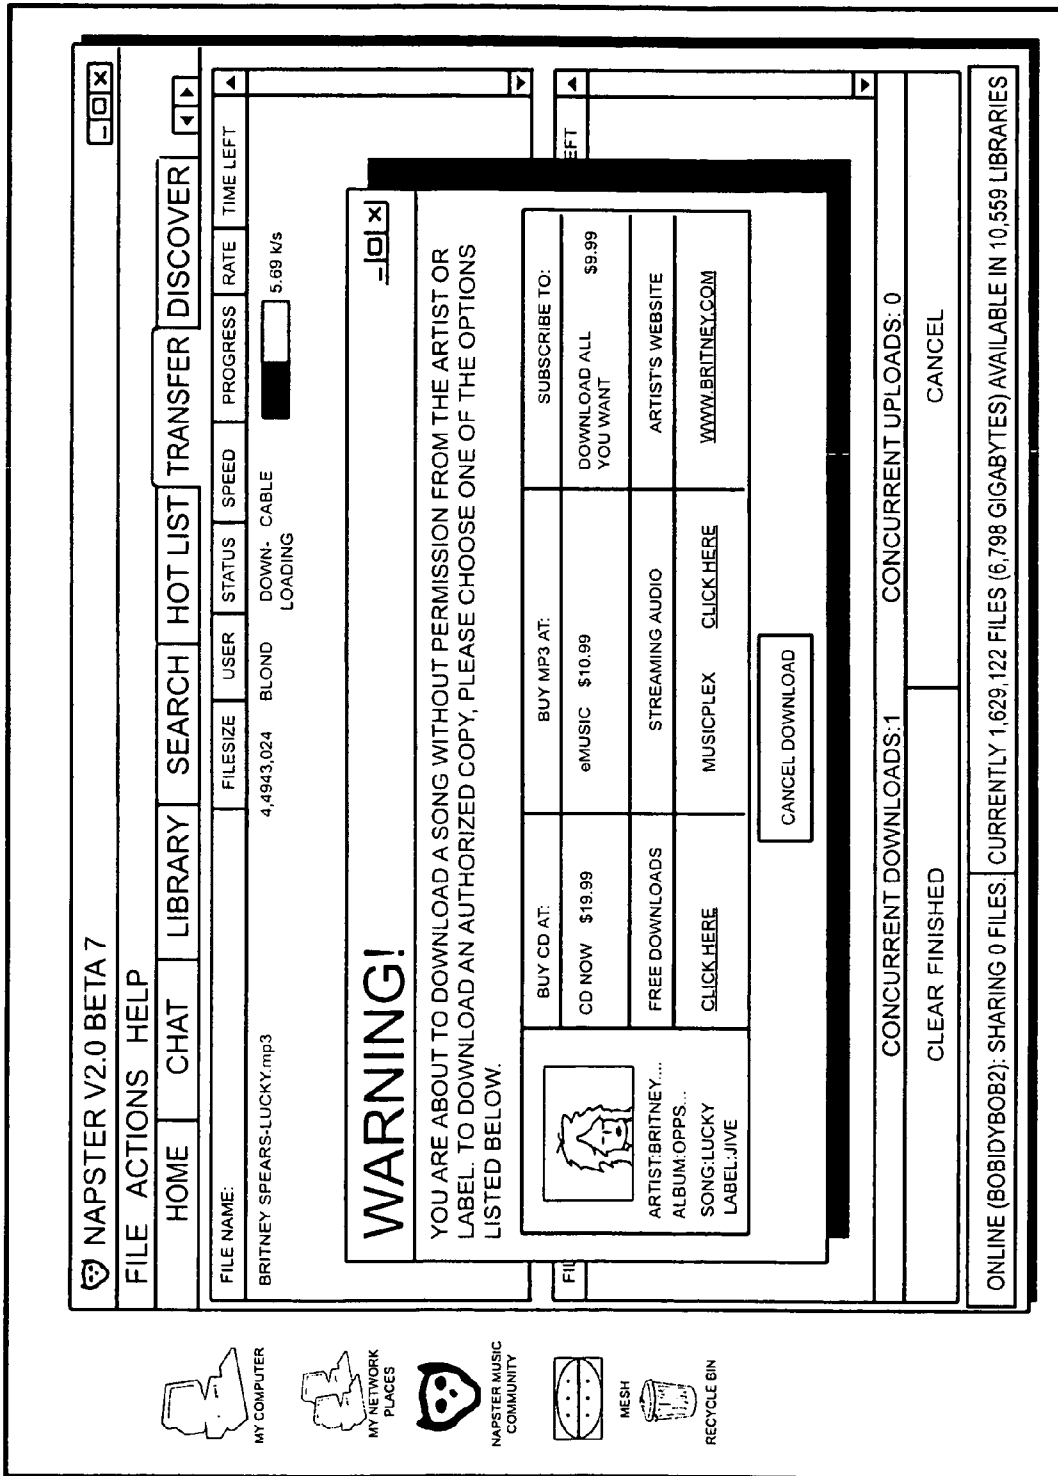 NAPSTER V2.0 BETA 7
FILE ACTIONS HELP
HOME CHAT LIBRARY SEARCH HOT LIST TRANSFER DISCOVER
FILE NAME: FILESIZE USER STATUS SPEED PROGRESS RATE TIME LEFT
BRITNEY SPEARS-LUCKY.mp3 4,4943,024 BLOND DOWN- CABLE 5.69 k/s
LOADING
WARNING!
YOU ARE ABOUT TO DOWNLOAD A SONG WITHOUT PERMISSION FROM THE ARTIST OR
LABEL. TO DOWNLOAD AN AUTHORIZED COPY, PLEASE CHOOSE ONE OF THE OPTIONS
LISTED BELOW.
ARTIST:BRITNEY....
ALBUM:OPPS...
SONG:LUCKY
LABEL:JIVE
BUY CD AT: BUY MP3 AT: SUBSCRIBE TO:
CD NOW $19.99 eMUSIC $10.99 DOWNLOAD ALL $9.99
YOU WANT
FREE DOWNLOADS STREAMING AUDIO ARTIST'S WEBSITE
CLICK HERE MUSICPLEX CLICK HERE WWW.BRITNEY.COM
CANCEL DOWNLOAD
FIL EFT
CONCURRENT DOWNLOADS:1 CONCURRENT UPLOADS: 0
CLEAR FINISHED CANCEL
ONLINE (BOBIDYBOB2): SHARING 0 FILES. CURRENTLY 1,629,122 FILES (6,798 GIGABYTES) AVAILABLE IN 10,559 LIBRARIES
MY COMPUTER
MY NETWORK
PLACES
NAPSTER MUSIC
COMMUNITY
MESH
RECYCLE BIN